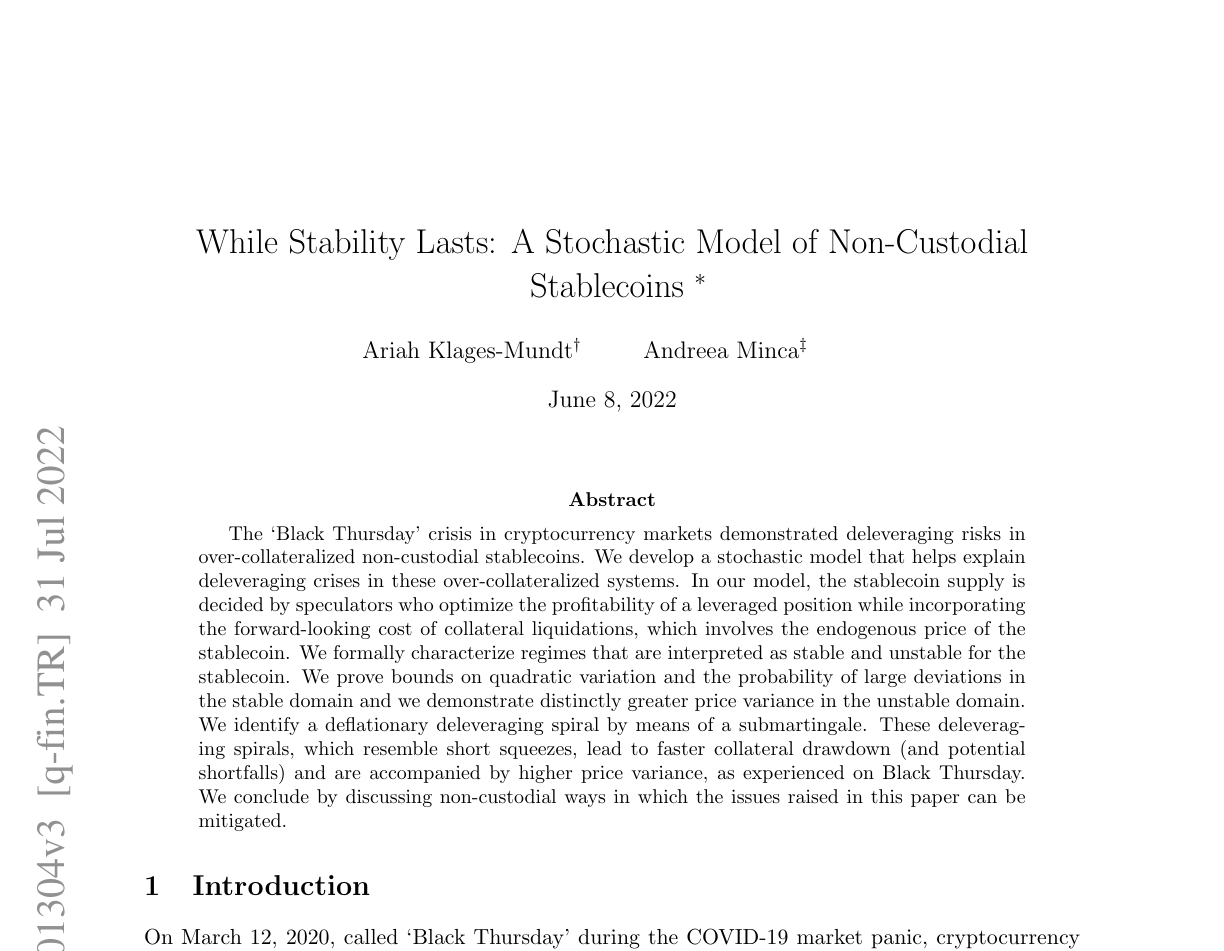 While Stability Lasts: A Stochastic Model of Non-Custodial
Stablecoins *
Ariah Klages-Mundt† Andreea Minca‡
June 8, 2022
Abstract
The ‘Black Thursday’ crisis in cryptocurrency markets demonstrated deleveraging risks in
over-collateralized non-custodial stablecoins. We develop a stochastic model that helps explain
deleveraging crises in these over-collateralized systems. In our model, the stablecoin supply is
decided by speculators who optimize the profitability of a leveraged position while incorporating
the forward-looking cost of collateral liquidations, which involves the endogenous price of the
stablecoin. We formally characterize regimes that are interpreted as stable and unstable for the
stablecoin. We prove bounds on quadratic variation and the probability of large deviations in
the stable domain and we demonstrate distinctly greater price variance in the unstable domain.
We identify a deflationary deleveraging spiral by means of a submartingale. These deleverag-
ing spirals, which resemble short squeezes, lead to faster collateral drawdown (and potential
shortfalls) and are accompanied by higher price variance, as experienced on Black Thursday.
We conclude by discussing non-custodial ways in which the issues raised in this paper can be
mitigated.
1 Introduction
On March 12, 2020, called ‘Black Thursday’ during the COVID-19 market panic, cryptocurrency
01304v3 [q-fin.TR] 31 Jul 2022